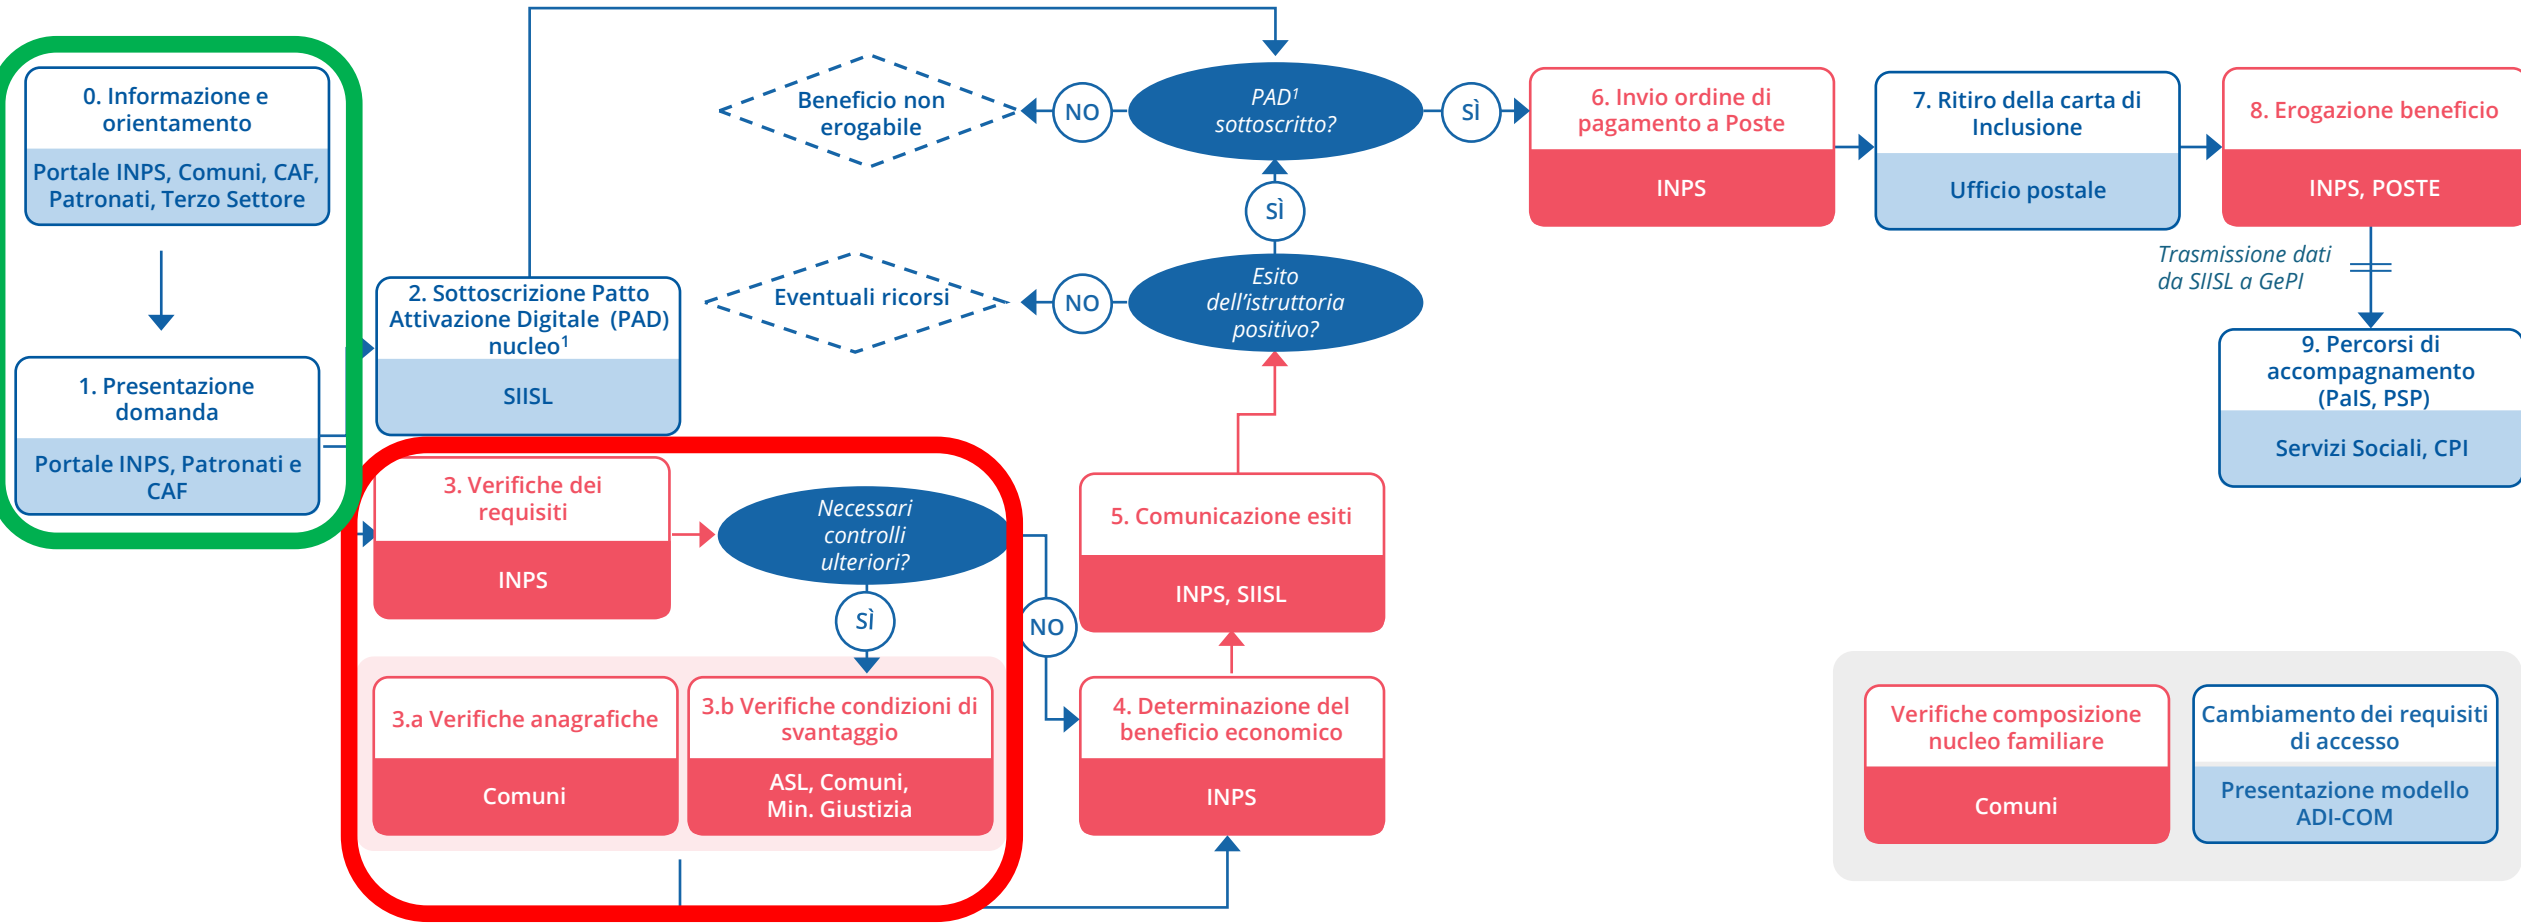 0. Informazione e
orientamento
Portale INPS, Comuni, CAF,
Patronati, Terzo Settore
1. Presentazione
domanda
Portale INPS, Patronati e
CAF
2. Sottoscrizione Patto
Attivazione Digitale (PAD)
nucleo¹
SIISL
3. Verifiche dei
requisiti
INPS
Necessari
controlli
ulteriori?
SÌ
NO
3.a Verifiche anagrafiche
Comuni
3.b Verifiche condizioni di
svantaggio
ASL, Comuni,
Min. Giustizia
4. Determinazione del
beneficio economico
INPS
5. Comunicazione esiti
INPS, SIISL
Esito
dell'istruttoria
positivo?
NO
Eventuali ricorsi
SÌ
PAD¹
sottoscritto?
NO
Beneficio non
erogabile
SÌ
6. Invio ordine di
pagamento a Poste
INPS
7. Ritiro della carta di
Inclusione
Ufficio postale
8. Erogazione beneficio
INPS, POSTE
Trasmissione dati
da SIISL a GePI
9. Percorsi di
accompagnamento
(PaIS, PSP)
Servizi Sociali, CPI
Verifiche composizione
nucleo familiare
Comuni
Cambiamento dei requisiti
di accesso
Presentazione modello
ADI-COM